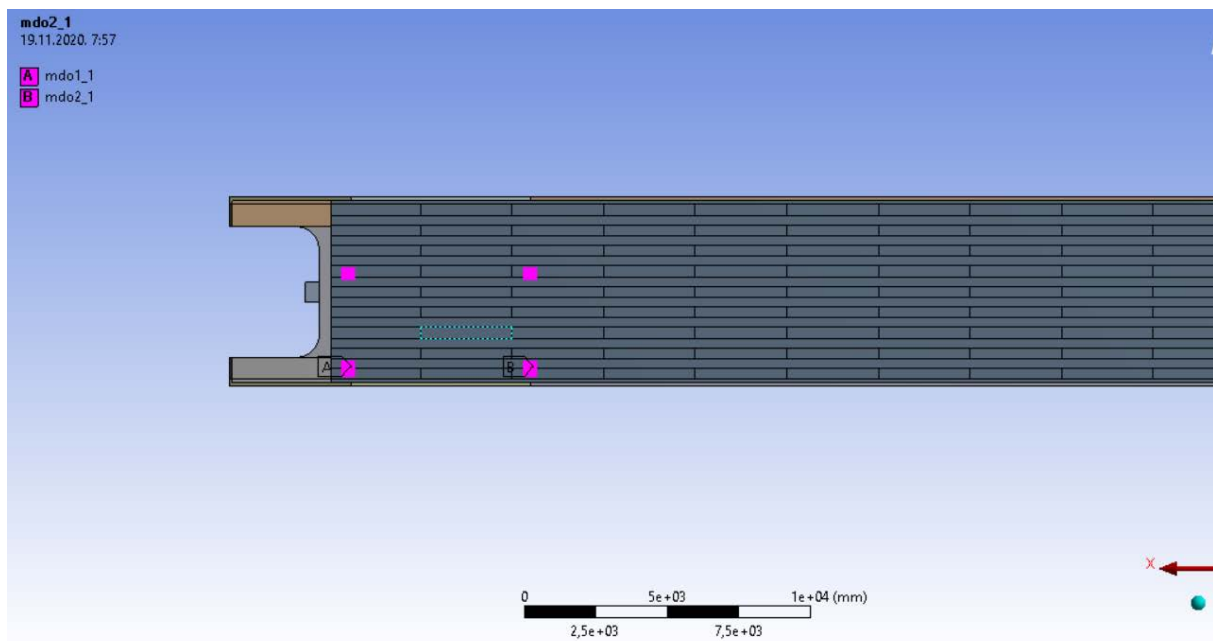 mdo2_1
19.11.2020. 7:57
A mdo1_1
B mdo2_1
A B
X
0 5e+03 1e+04 (mm)
2,5e+03 7,5e+03